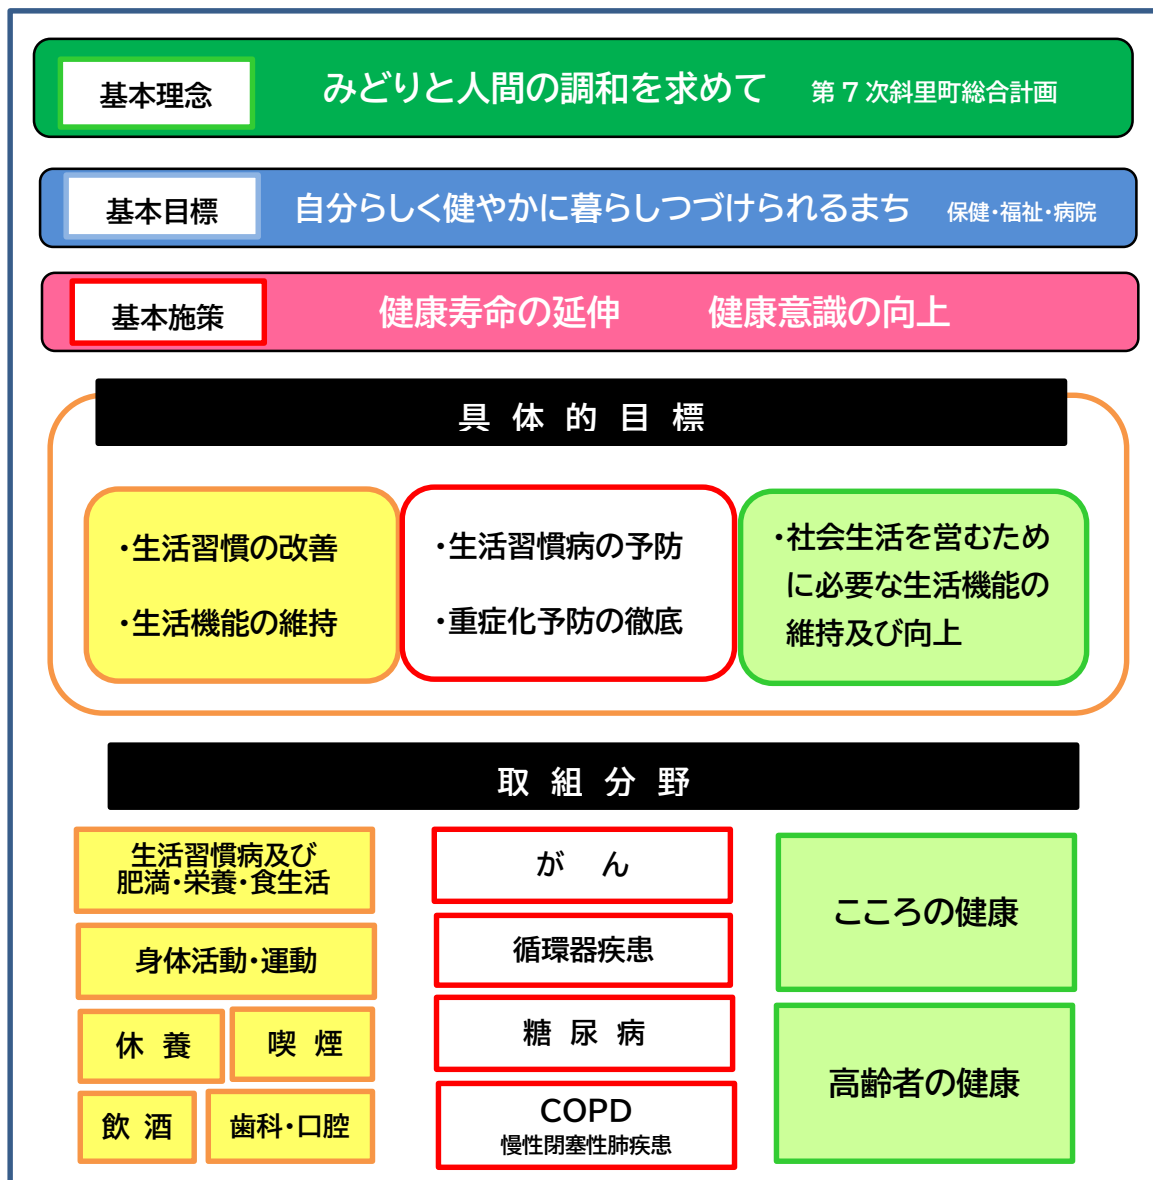 基本理念 みどりと人間の調和を求めて 第7次斜里町総合計画
基本目標 自分らしく健やかに暮らしつづけられるまち 保健・福祉・病院
基本施策 健康寿命の延伸 健康意識の向上
具体的目標
・生活習慣の改善
・生活機能の維持
・生活習慣病の予防
・重症化予防の徹底
・社会生活を営むため
に必要な生活機能の
維持及び向上
取組分野
生活習慣病及び
肥満・栄養・食生活
身体活動・運動
休養
喫煙
飲酒
歯科・口腔
がん
循環器疾患
糖尿病
COPD
慢性閉塞性肺疾患
こころの健康
高齢者の健康